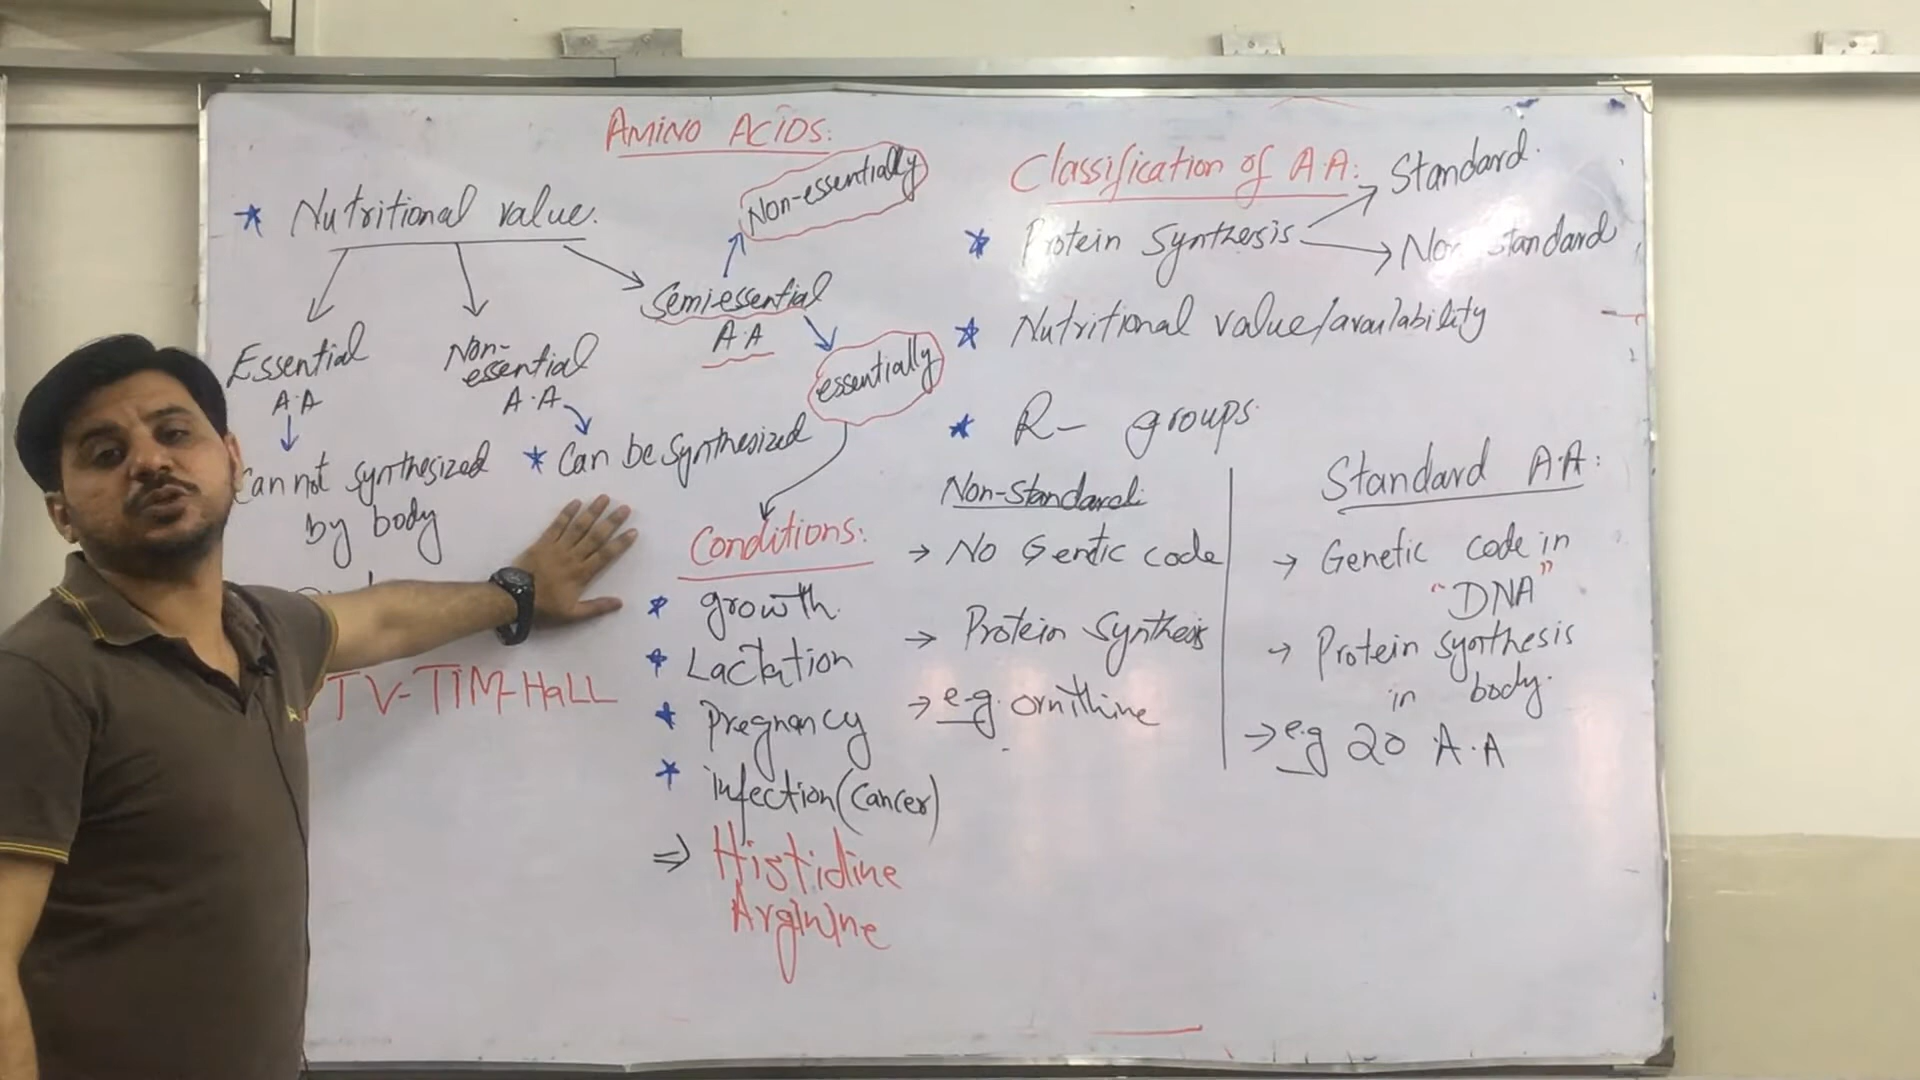 AMINO ACIDS:
* Nutritional value.
Non-essentially
Semi-essential
A.A
essentially
Essential
A.A
Cannot synthesized
by body
Non-
essential
A.A
* Can be synthesized
TV-TIM-HaLL
Conditions:
* growth
* Lactation
* Pregnancy
* infection(Cancer)
⇒ Histidine
Arginine
Classification of A.A:
* Protein synthesis
Standard.
Non Standard
* Nutritional value/availability
* R- groups
Non-Standard:
→ No Gentic code
→ Protein Synthesis
→ e.g. ornithine
Standard A.A:
→ Genetic code in
"DNA"
→ Protein synthesis
in body.
→ e.g 20 A.A